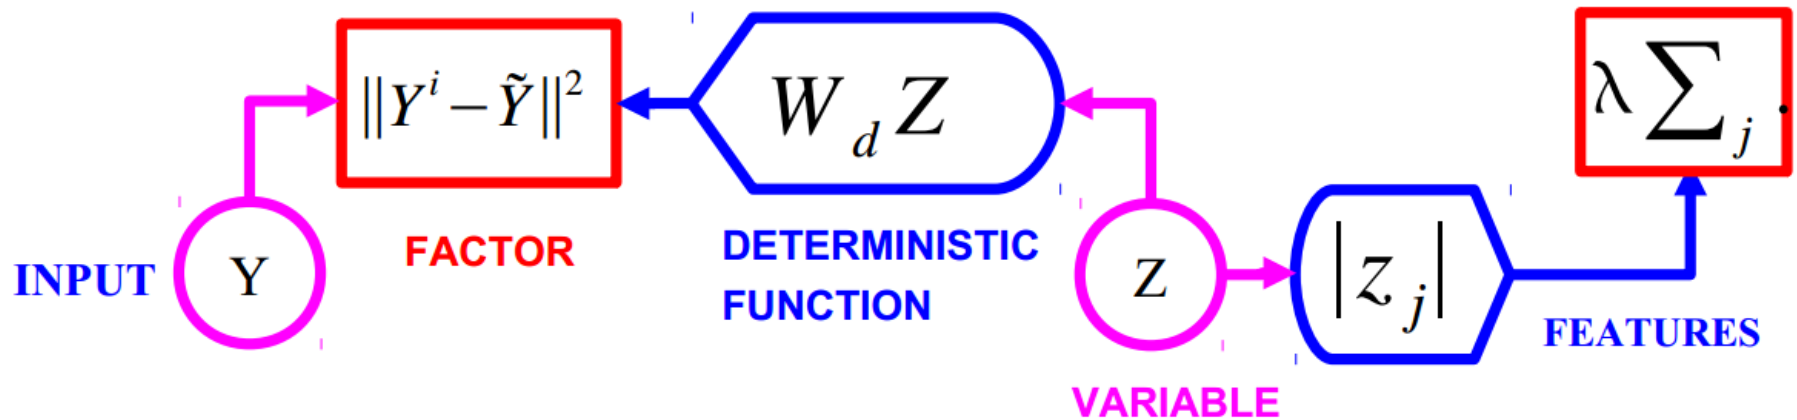 ‖Y^i − Ỹ‖²
W_d Z
λ∑_j .
INPUT
Y
FACTOR
DETERMINISTIC
FUNCTION
Z
|z_j|
FEATURES
VARIABLE